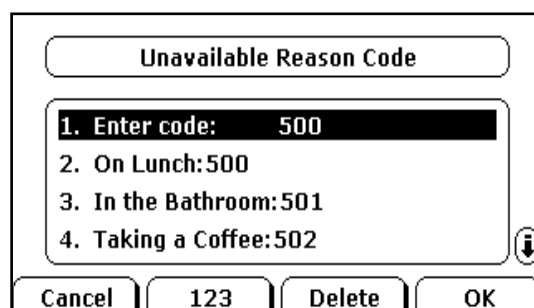 Unavailable Reason Code
1. Enter code: 500
2. On Lunch:500
3. In the Bathroom:501
4. Taking a Coffee:502
Cancel 123 Delete OK